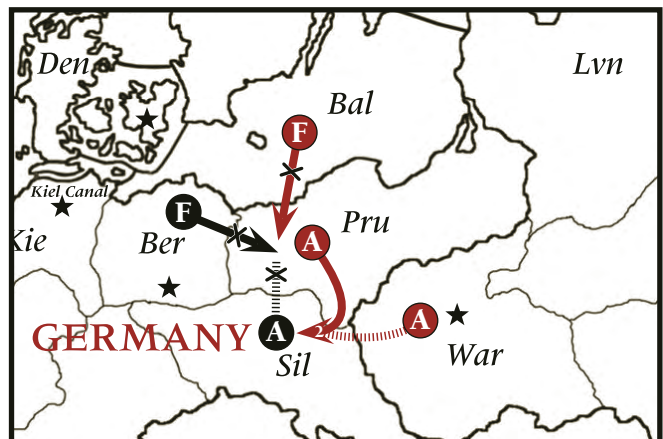 Den
Lvn
Bal
F
Kiel Canal
F
Pru
Kie
Ber
A
A
GERMANY
A
2
War
Sil